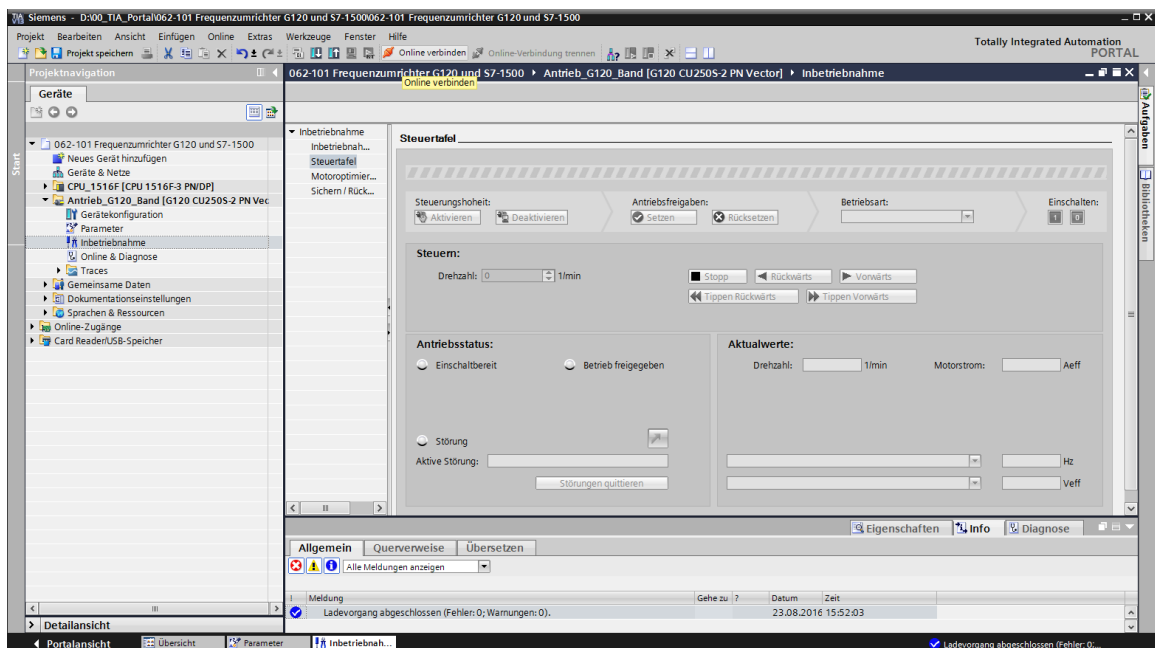 Siemens - D:\00_TIA_Portal\062-101 Frequenzumrichter G120 und S7-1500\062-101 Frequenzumrichter G120 und S7-1500
Projekt Bearbeiten Ansicht Einfügen Online Extras Werkzeuge Fenster Hilfe
Totally Integrated Automation
PORTAL
Projekt speichern Online verbinden Online-Verbindung trennen
Online verbinden
Projektnavigation
062-101 Frequenzumrichter G120 und S7-1500 Antrieb_G120_Band [G120 CU250S-2 PN Vector] Inbetriebnahme
Geräte
Start
062-101 Frequenzumrichter G120 und S7-1500
Neues Gerät hinzufügen
Geräte & Netze
CPU_1516F [CPU 1516F-3 PN/DP]
Antrieb_G120_Band [G120 CU250S-2 PN Vec
Gerätekonfiguration
Parameter
Inbetriebnahme
Online & Diagnose
Traces
Gemeinsame Daten
Dokumentationseinstellungen
Sprachen & Ressourcen
Online-Zugänge
Card Reader/USB-Speicher
Detailansicht
Inbetriebnahme
Inbetriebnah...
Steuertafel
Motoroptimier...
Sichern / Rück...
Steuertafel
Steuerungshoheit: Antriebsfreigaben: Betriebsart: Einschalten:
Aktivieren Deaktivieren Setzen Rücksetzen 1 0
Steuern:
Drehzahl: 0 1/min Stopp Rückwärts Vorwärts
Tippen Rückwärts Tippen Vorwärts
Antriebsstatus: Aktualwerte:
Einschaltbereit Betrieb freigegeben Drehzahl: 1/min Motorstrom: Aeff
Störung
Aktive Störung: Hz
Störungen quittieren Veff
Aufgaben
Bibliotheken
Eigenschaften Info Diagnose
Allgemein Querverweise Übersetzen
Alle Meldungen anzeigen
! Meldung Gehe zu ? Datum Zeit
Ladevorgang abgeschlossen (Fehler: 0; Warnungen: 0). 23.08.2016 15:52:03
Portalansicht Übersicht Parameter Inbetriebnah... Ladevorgang abgeschlossen (Fehler: 0;...